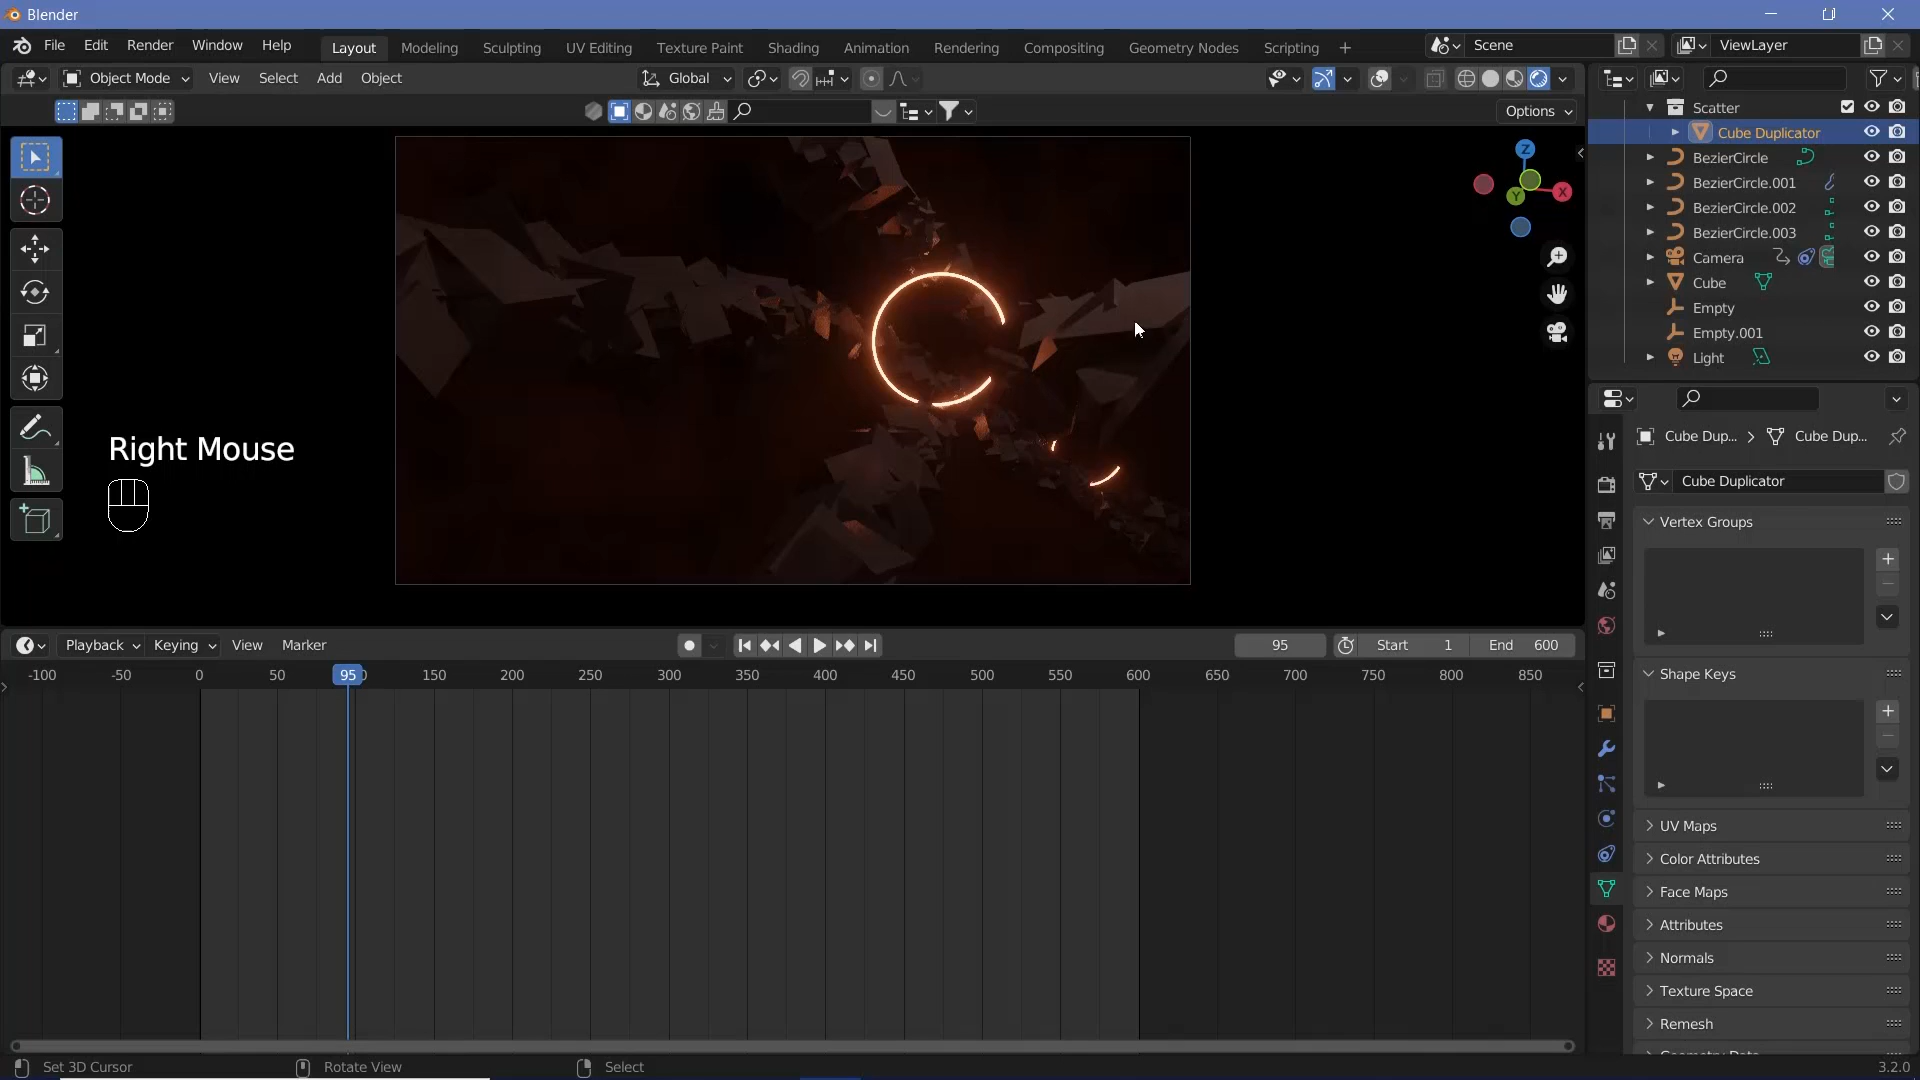 Blender
File Edit Render Window Help Layout Modeling Sculpting UV Editing Texture Paint Shading Animation Rendering Compositing Geometry Nodes Scripting + Scene ViewLayer
Object Mode View Select Add Object Global
Options
Scatter
Cube Duplicator
BezierCircle
BezierCircle.001
BezierCircle.002
BezierCircle.003
Camera
Cube
Empty
Empty.001
Light
Z
X
Y
Right Mouse
Cube Dup... > Cube Dup...
Cube Duplicator
Vertex Groups
Shape Keys
UV Maps
Color Attributes
Face Maps
Attributes
Normals
Texture Space
Remesh
Playback Keying View Marker 95 Start 1 End 600
-100 -50 0 50 95 150 200 250 300 350 400 450 500 550 600 650 700 750 800 850
Set 3D Cursor Rotate View Select 3.2.0